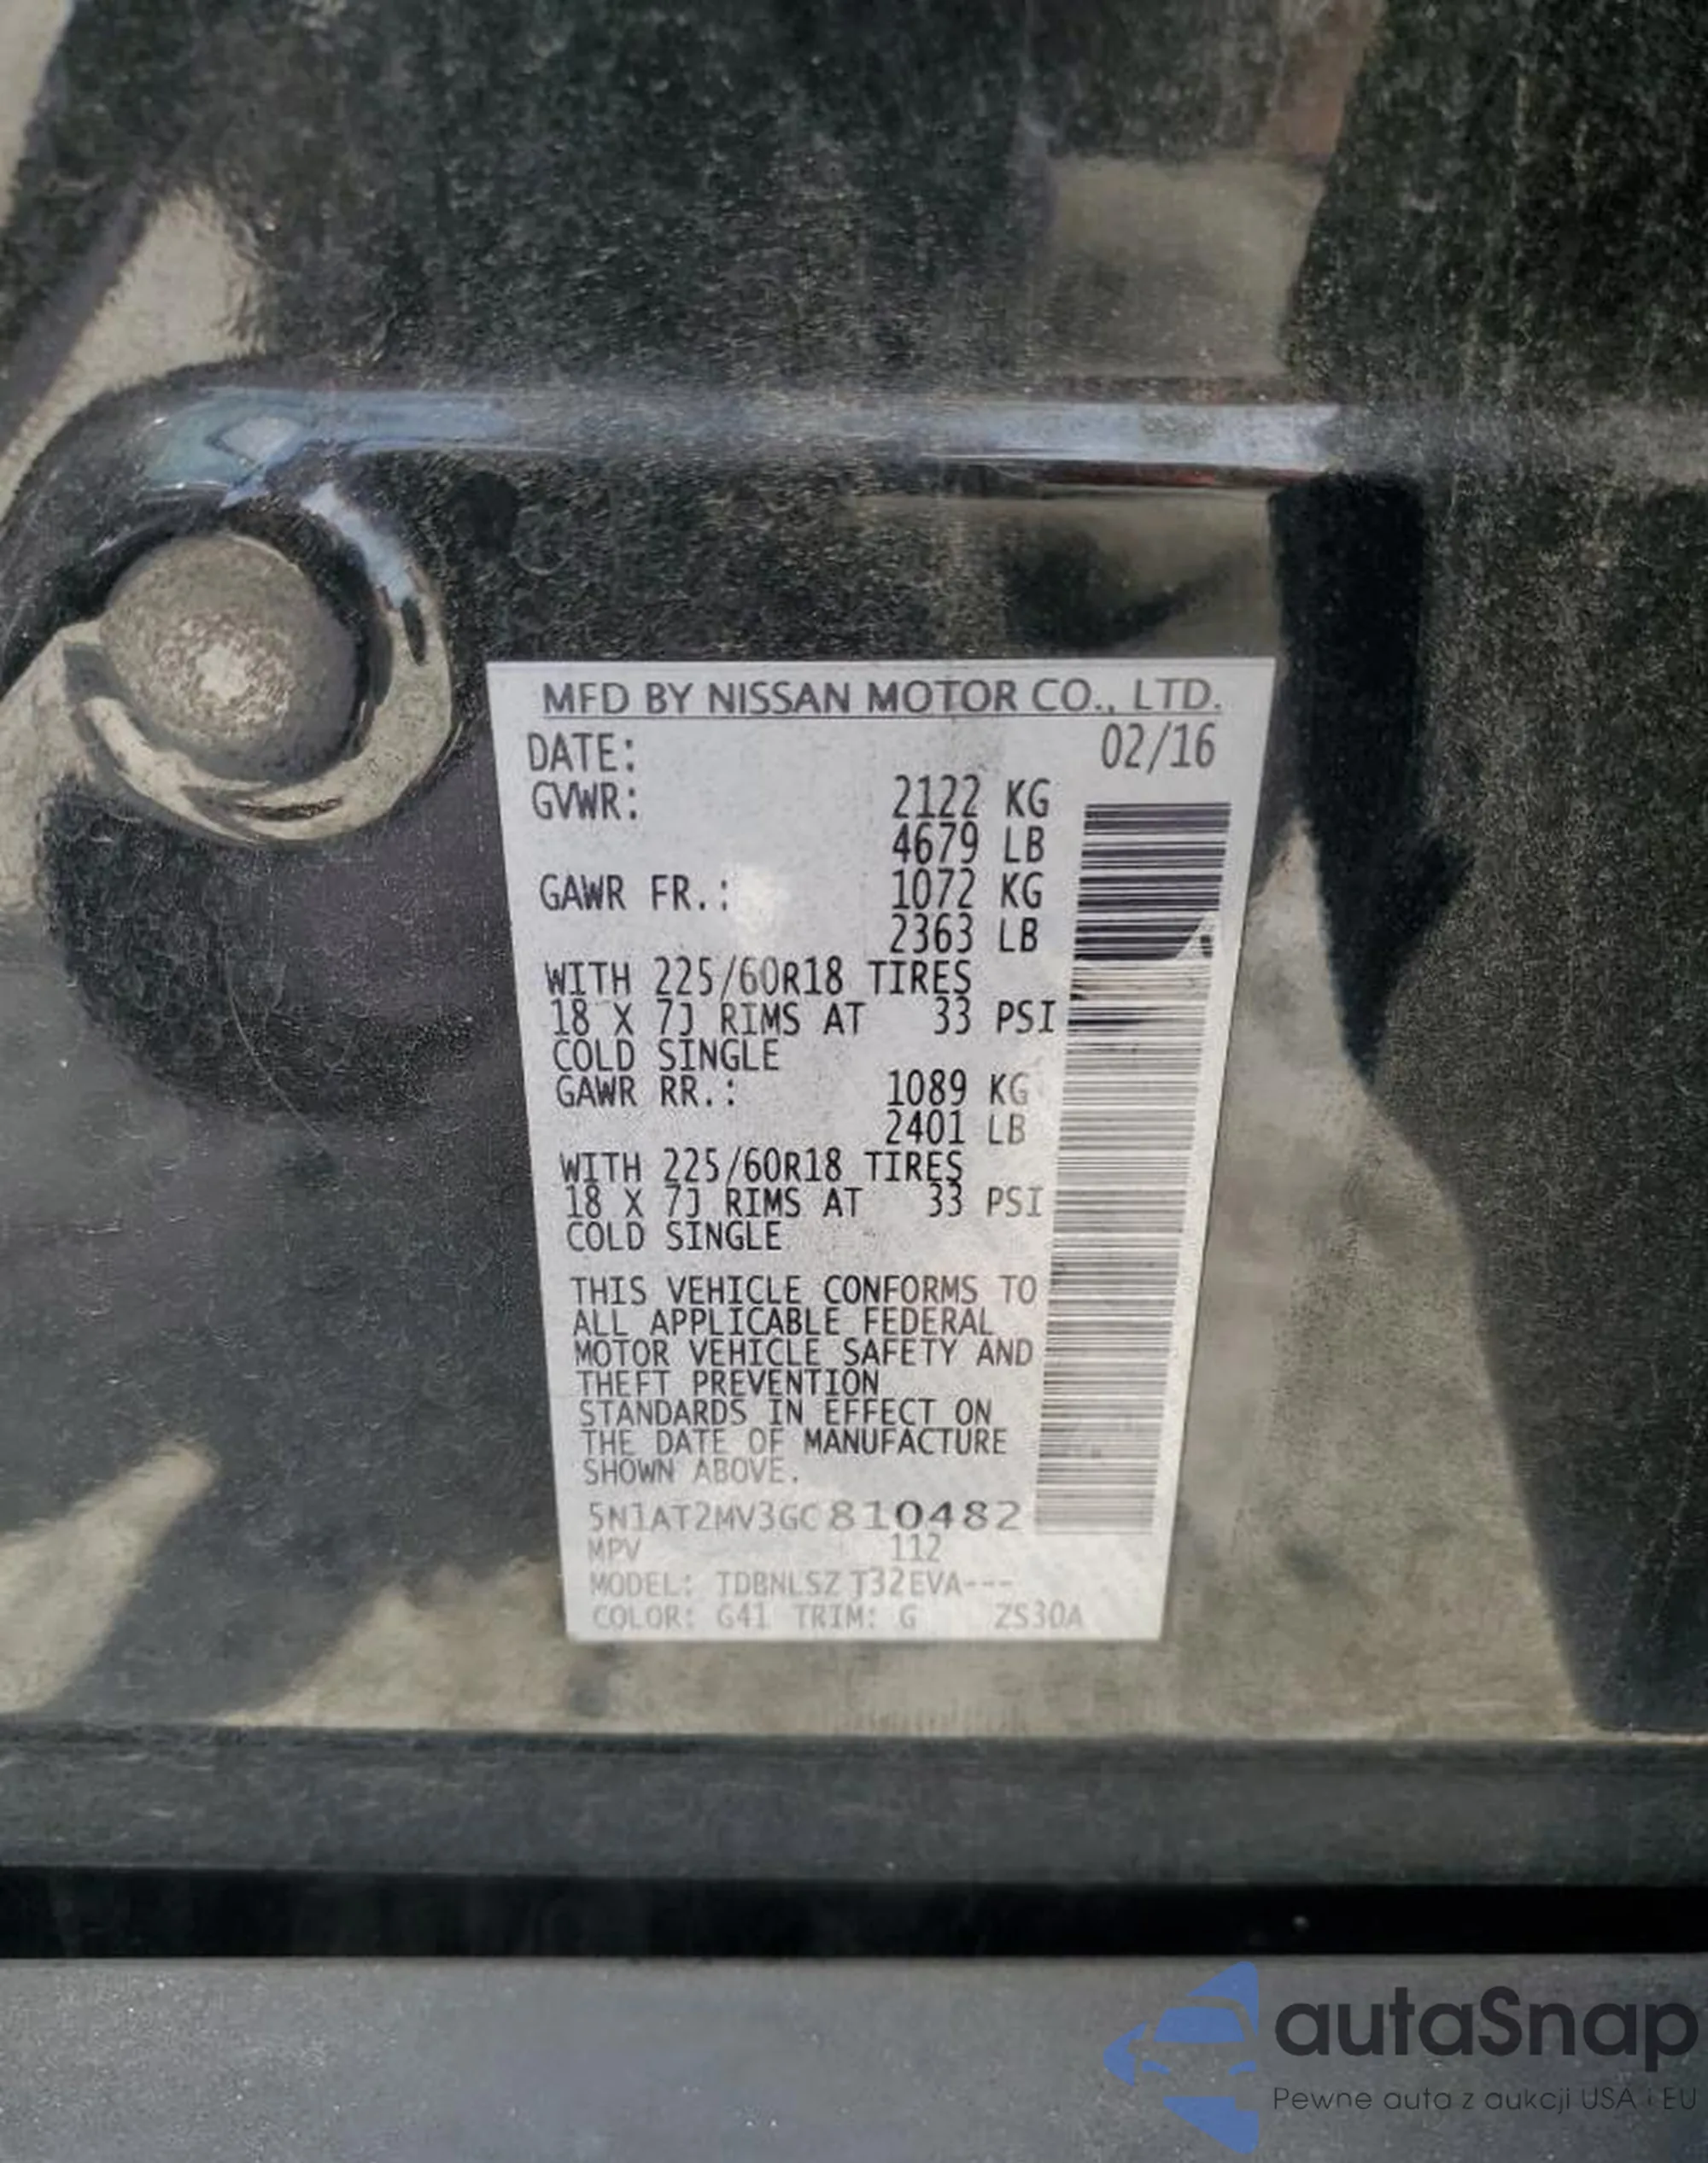 MFD BY NISSAN MOTOR CO., LTD.
DATE: 02/16
GVWR: 2122 KG
4679 LB
GAWR FR.: 1072 KG
2363 LB
WITH 225/60R18 TIRES
18 X 7J RIMS AT 33 PSI
COLD SINGLE
GAWR RR.: 1089 KG
2401 LB
WITH 225/60R18 TIRES
18 X 7J RIMS AT 33 PSI
COLD SINGLE
THIS VEHICLE CONFORMS TO
ALL APPLICABLE FEDERAL
MOTOR VEHICLE SAFETY AND
THEFT PREVENTION
STANDARDS IN EFFECT ON
THE DATE OF MANUFACTURE
SHOWN ABOVE.
5N1AT2MV3GC810482
MPV 112
MODEL: TDBNLSZ T32EVA---
COLOR: G41 TRIM: G ZS30A
autaSnap
Pewne auta z aukcji USA i EU